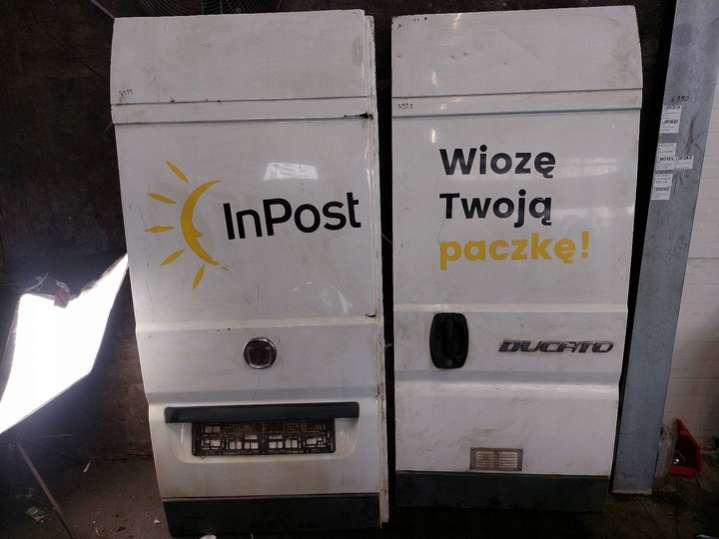 InPost
Wiozę
Twoją
paczkę!
DUCATO